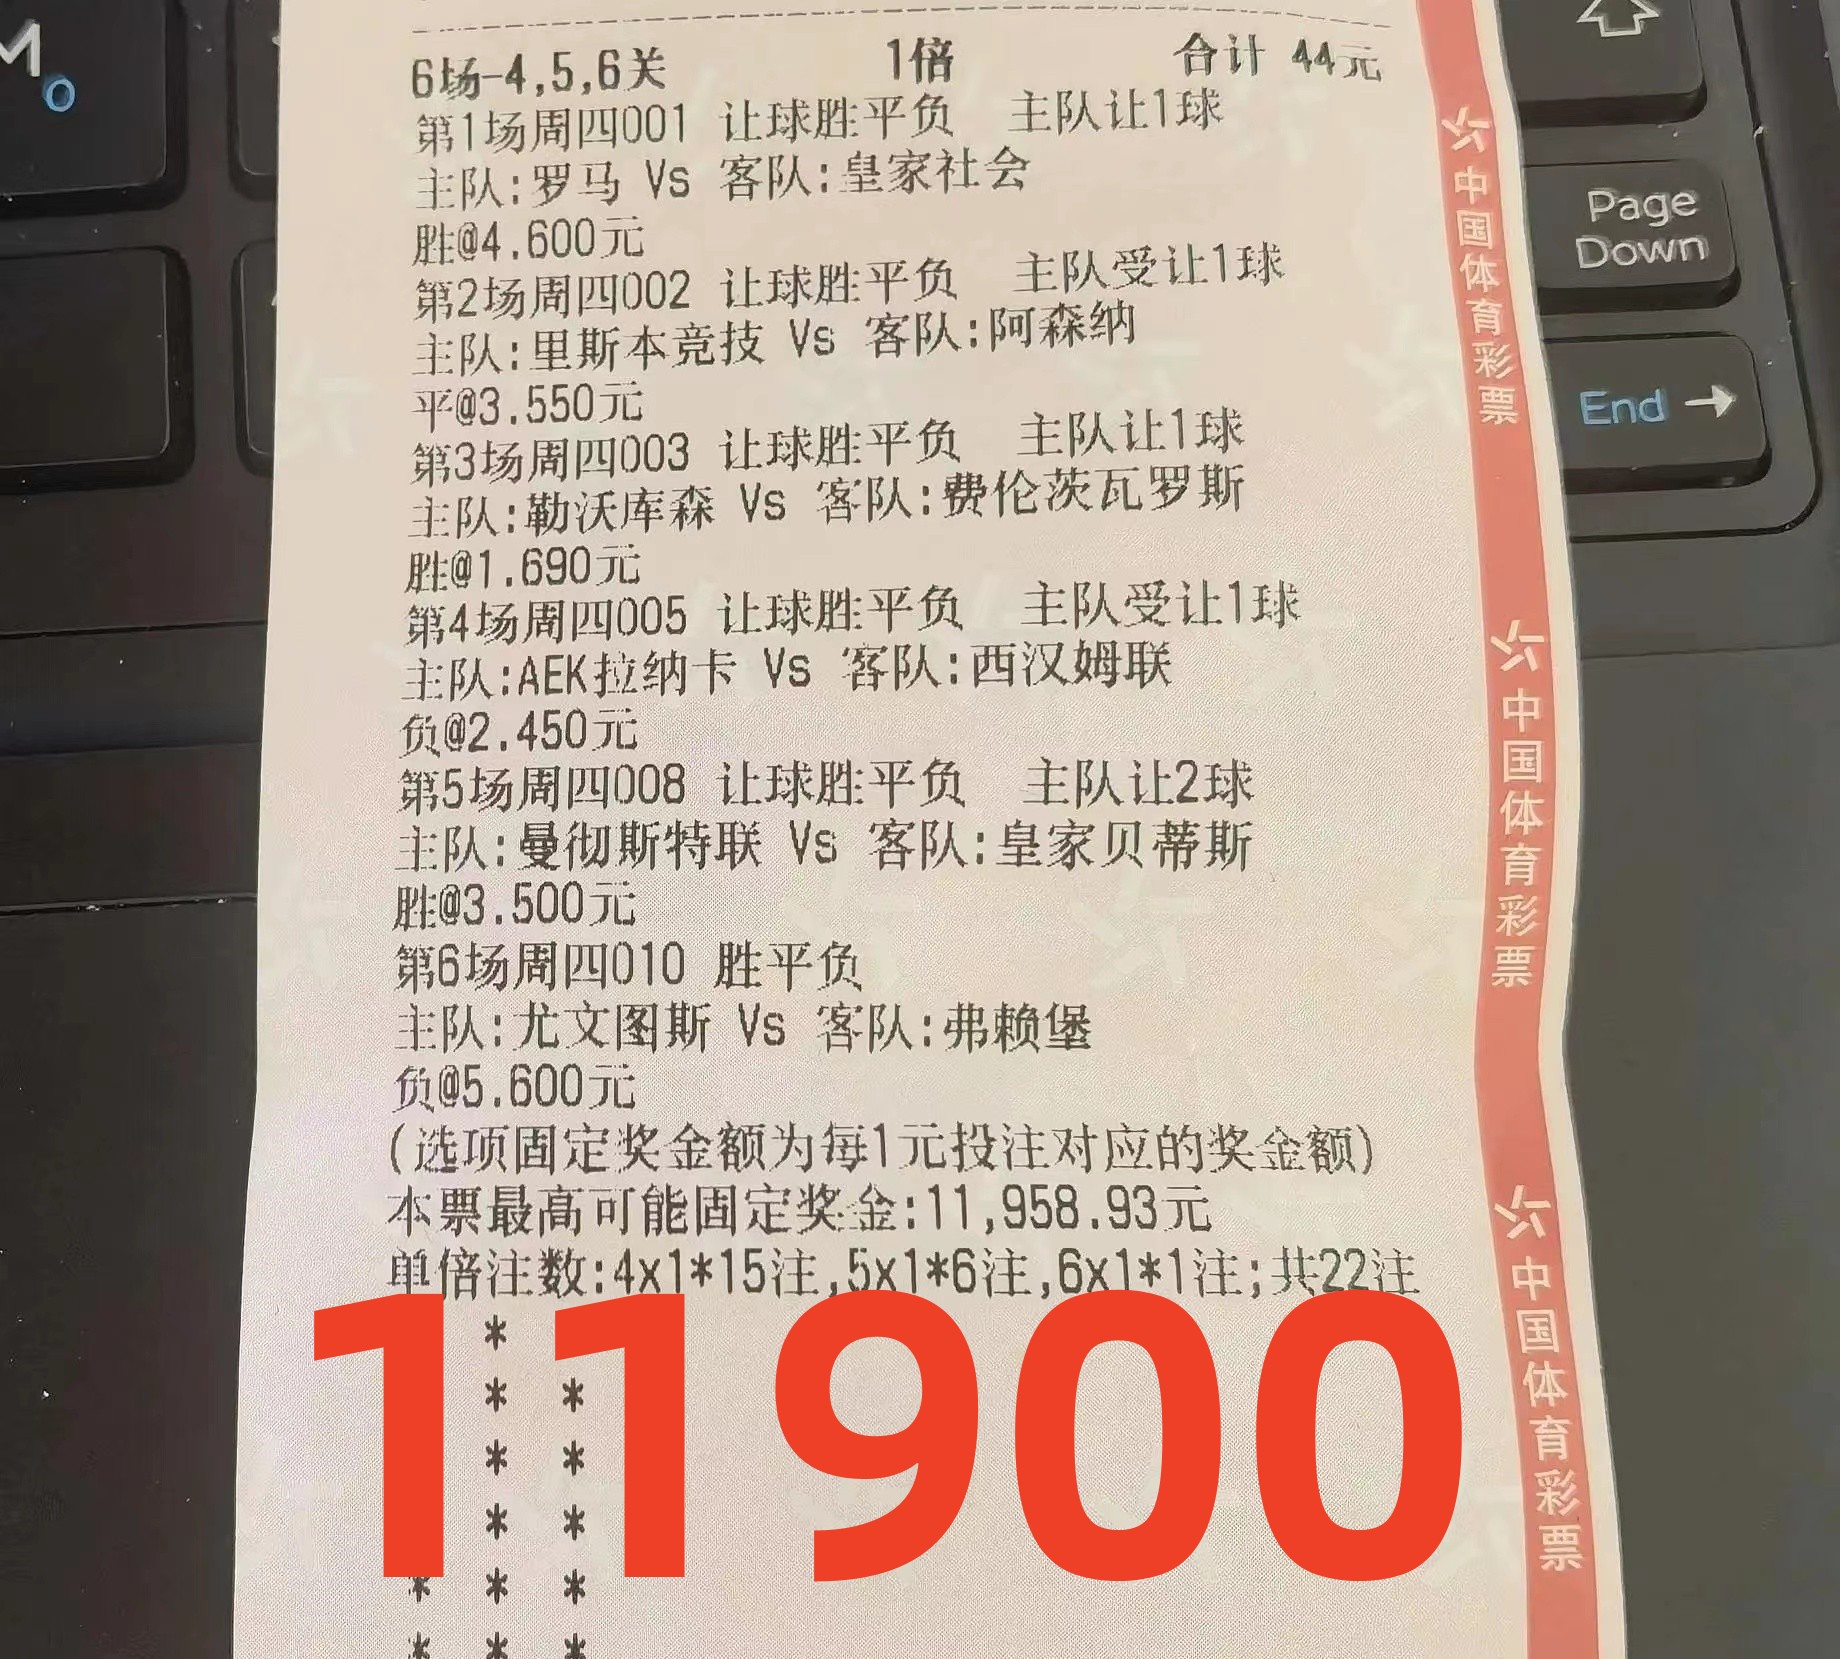 6场-4,5,6关 1倍 合计 44元
第1场周四001 让球胜平负 主队让1球
主队:罗马 Vs 客队:皇家社会
胜@4.600元
第2场周四002 让球胜平负 主队受让1球
主队:里斯本竞技 Vs 客队:阿森纳
平@3.550元
第3场周四003 让球胜平负 主队让1球
主队:勒沃库森 Vs 客队:费伦茨瓦罗斯
胜@1.690元
第4场周四005 让球胜平负 主队受让1球
主队:AEK拉纳卡 Vs 客队:西汉姆联
负@2.450元
第5场周四008 让球胜平负 主队让2球
主队:曼彻斯特联 Vs 客队:皇家贝蒂斯
胜@3.500元
第6场周四010 胜平负
主队:尤文图斯 Vs 客队:弗赖堡
负@5.600元
(选项固定奖金额为每1元投注对应的奖金额)
本票最高可能固定奖金:11,958.93元
单倍注数:4x1*15注,5x1*6注,6x1*1注;共22注
*
* *
* *
* *
* * *
* * *
11900
中国体育彩票
中国体育彩票
中国体育彩票
M
o
Page
Down
End →